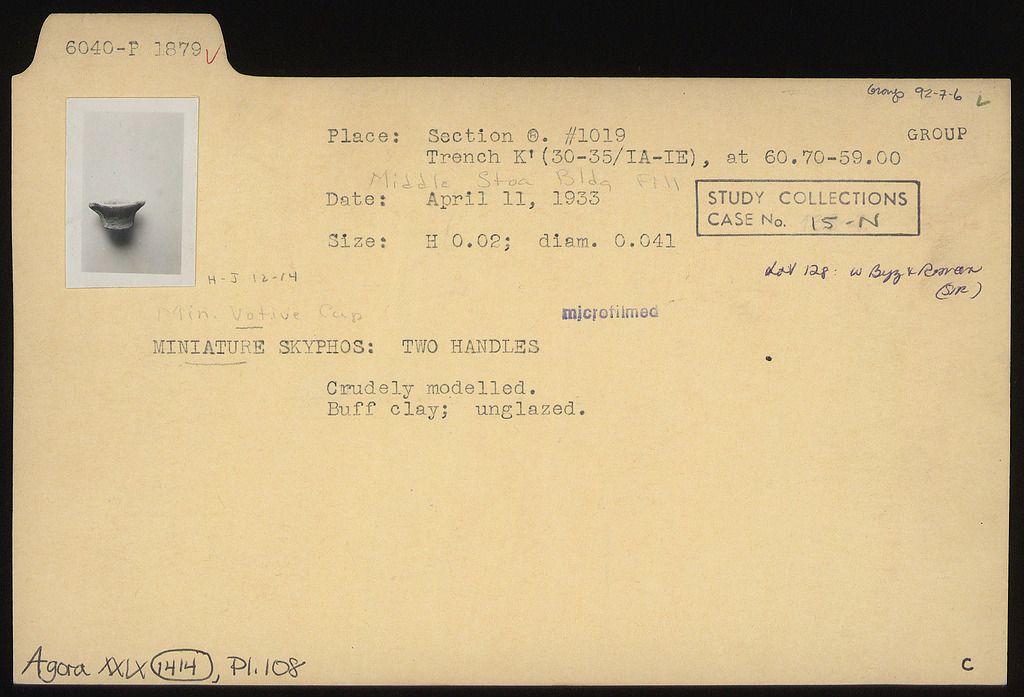 6040-P 1879 ✓
Group 92-7-6 ✓
Place: Section Θ. #1019
GROUP
Trench K' (30-35/IA-IE), at 60.70-59.00
Middle Stoa Bldg Fill
Date: April 11, 1933
STUDY COLLECTIONS
CASE No. 15-N
Size: H 0.02; diam. 0.041
H-J 12-14
Lot 128: w Byz & Roman
Min. Votive Cup
microfilmed
MINIATURE SKYPHOS: TWO HANDLES
Crudely modelled.
Buff clay; unglazed.
Agora XXIX 1414, Pl. 108
C